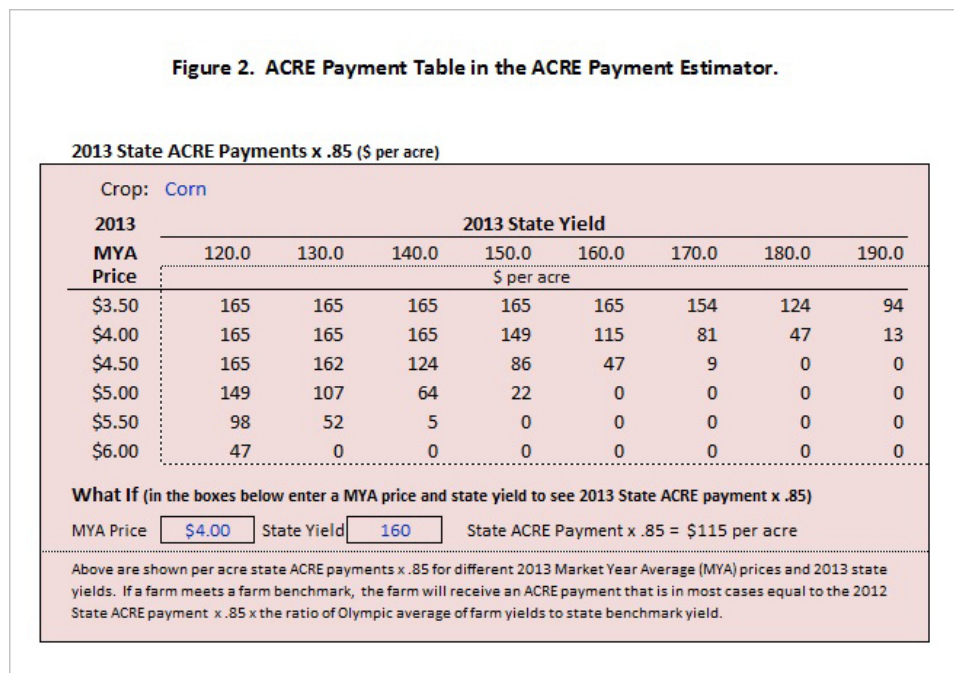 Figure 2. ACRE Payment Table in the ACRE Payment Estimator.
2013 State ACRE Payments x .85 ($ per acre)
Crop: Corn
2013 2013 State Yield
MYA 120.0 130.0 140.0 150.0 160.0 170.0 180.0 190.0
Price $ per acre
$3.50 165 165 165 165 165 154 124 94
$4.00 165 165 165 149 115 81 47 13
$4.50 165 162 124 86 47 9 0 0
$5.00 149 107 64 22 0 0 0 0
$5.50 98 52 5 0 0 0 0 0
$6.00 47 0 0 0 0 0 0 0
What If (in the boxes below enter a MYA price and state yield to see 2013 State ACRE payment x .85)
MYA Price $4.00 State Yield 160 State ACRE Payment x .85 = $115 per acre
Above are shown per acre state ACRE payments x .85 for different 2013 Market Year Average (MYA) prices and 2013 state
yields. If a farm meets a farm benchmark, the farm will receive an ACRE payment that is in most cases equal to the 2012
State ACRE payment x .85 x the ratio of Olympic average of farm yields to state benchmark yield.